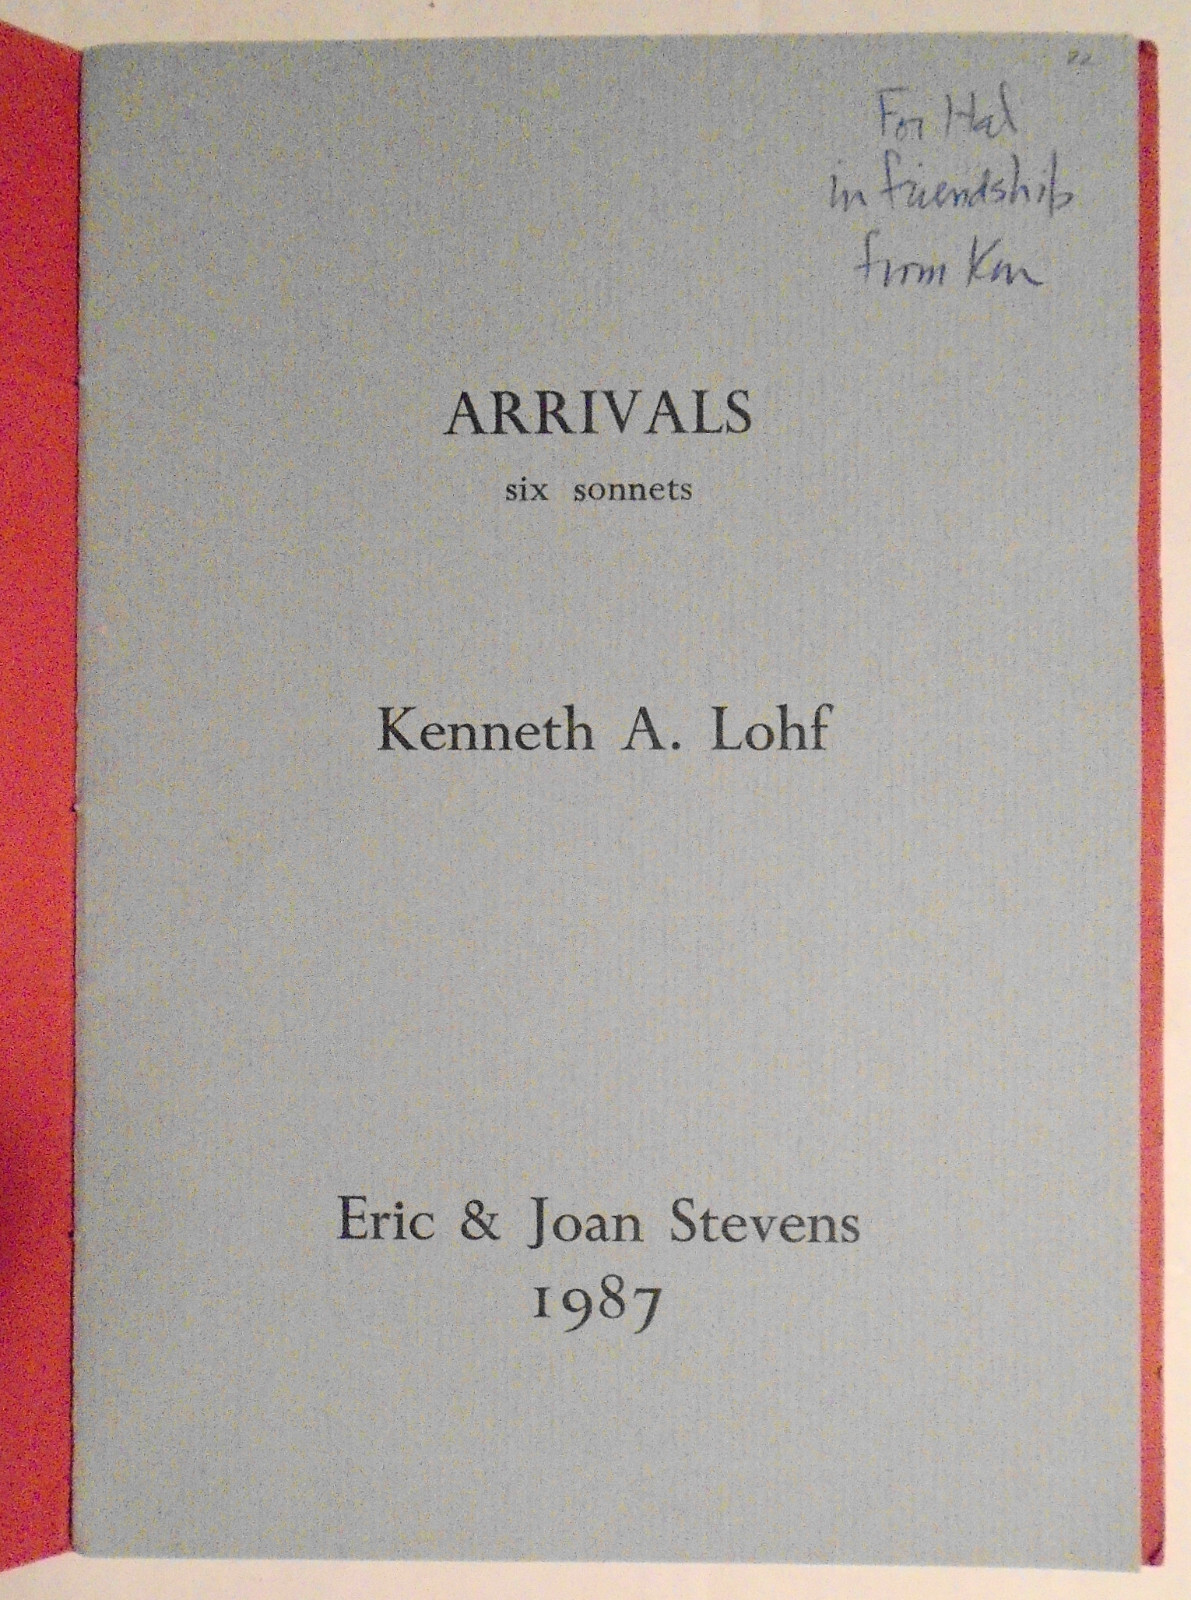 For Hal
in friendship
from Ken
ARRIVALS
six sonnets
Kenneth A. Lohf
Eric & Joan Stevens
1987